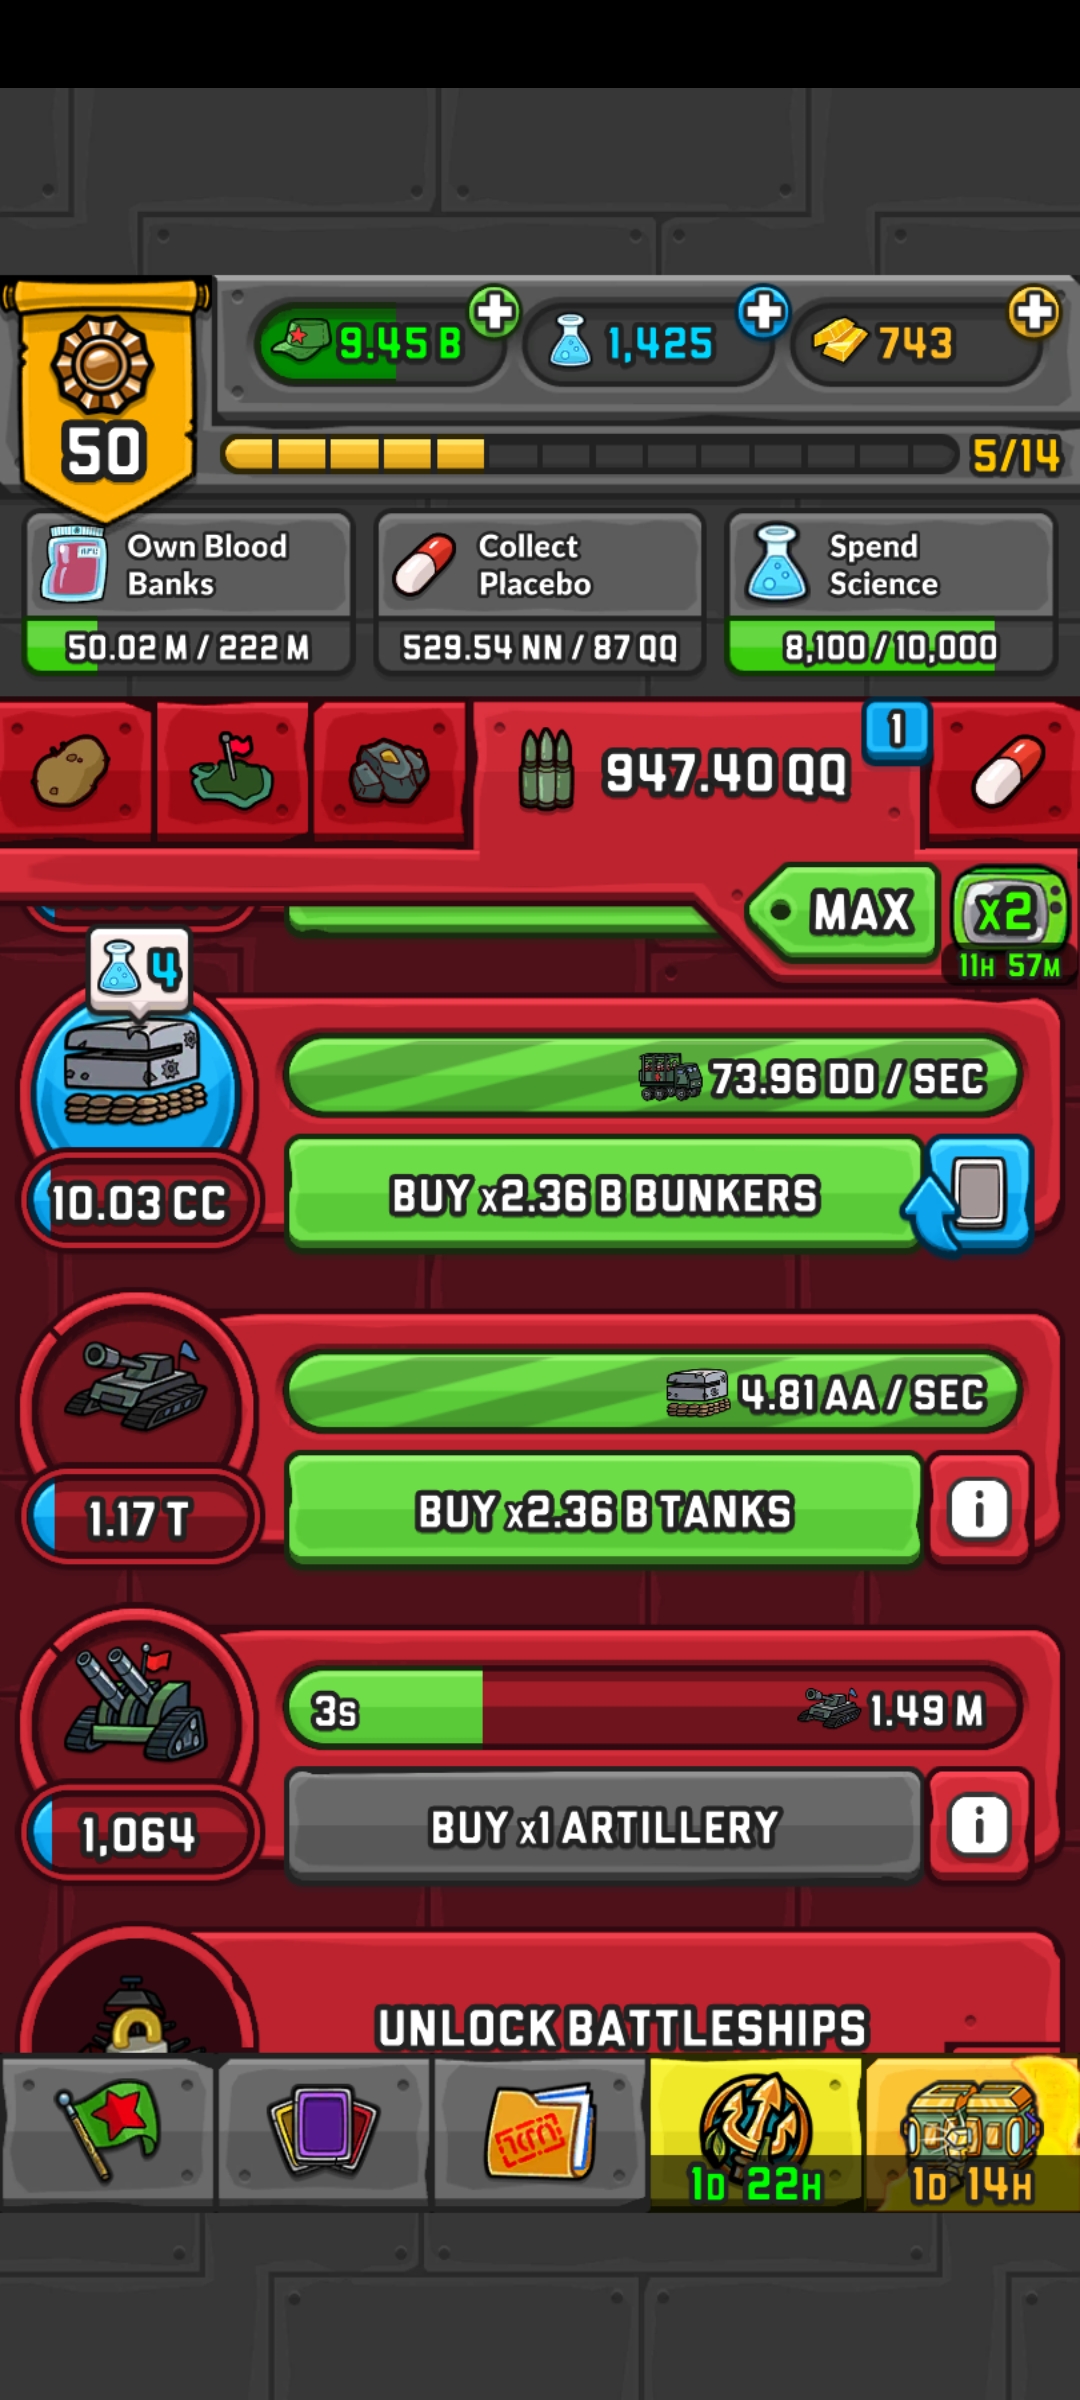 50
9.45 B
1,425
743
5/14
Own Blood
Banks
50.02 M / 222 M
Collect
Placebo
529.54 NN / 87 QQ
Spend
Science
8,100 / 10,000
947.40 QQ
1
MAX
x2
11H 57M
4
73.96 DD / SEC
10.03 CC
BUY x2.36 B BUNKERS
4.81 AA / SEC
1.17 T
BUY x2.36 B TANKS
i
3s
1.49 M
1,064
BUY x1 ARTILLERY
i
UNLOCK BATTLESHIPS
1D 22H
1D 14H